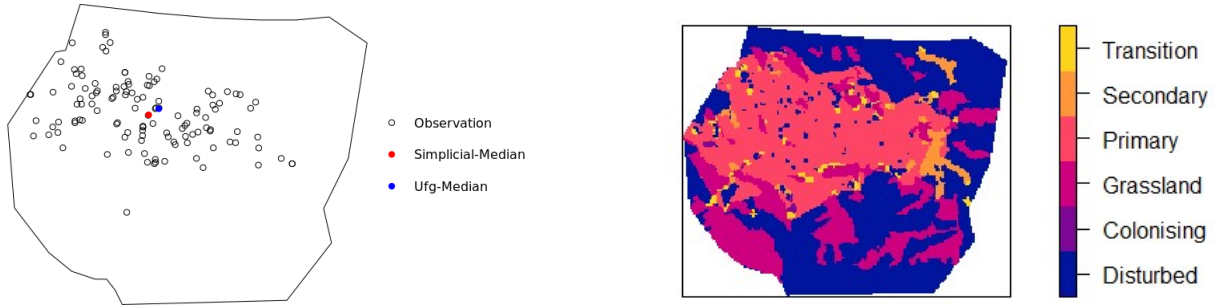 Observation
Simplicial-Median
Ufg-Median
Transition
Secondary
Primary
Grassland
Colonising
Disturbed